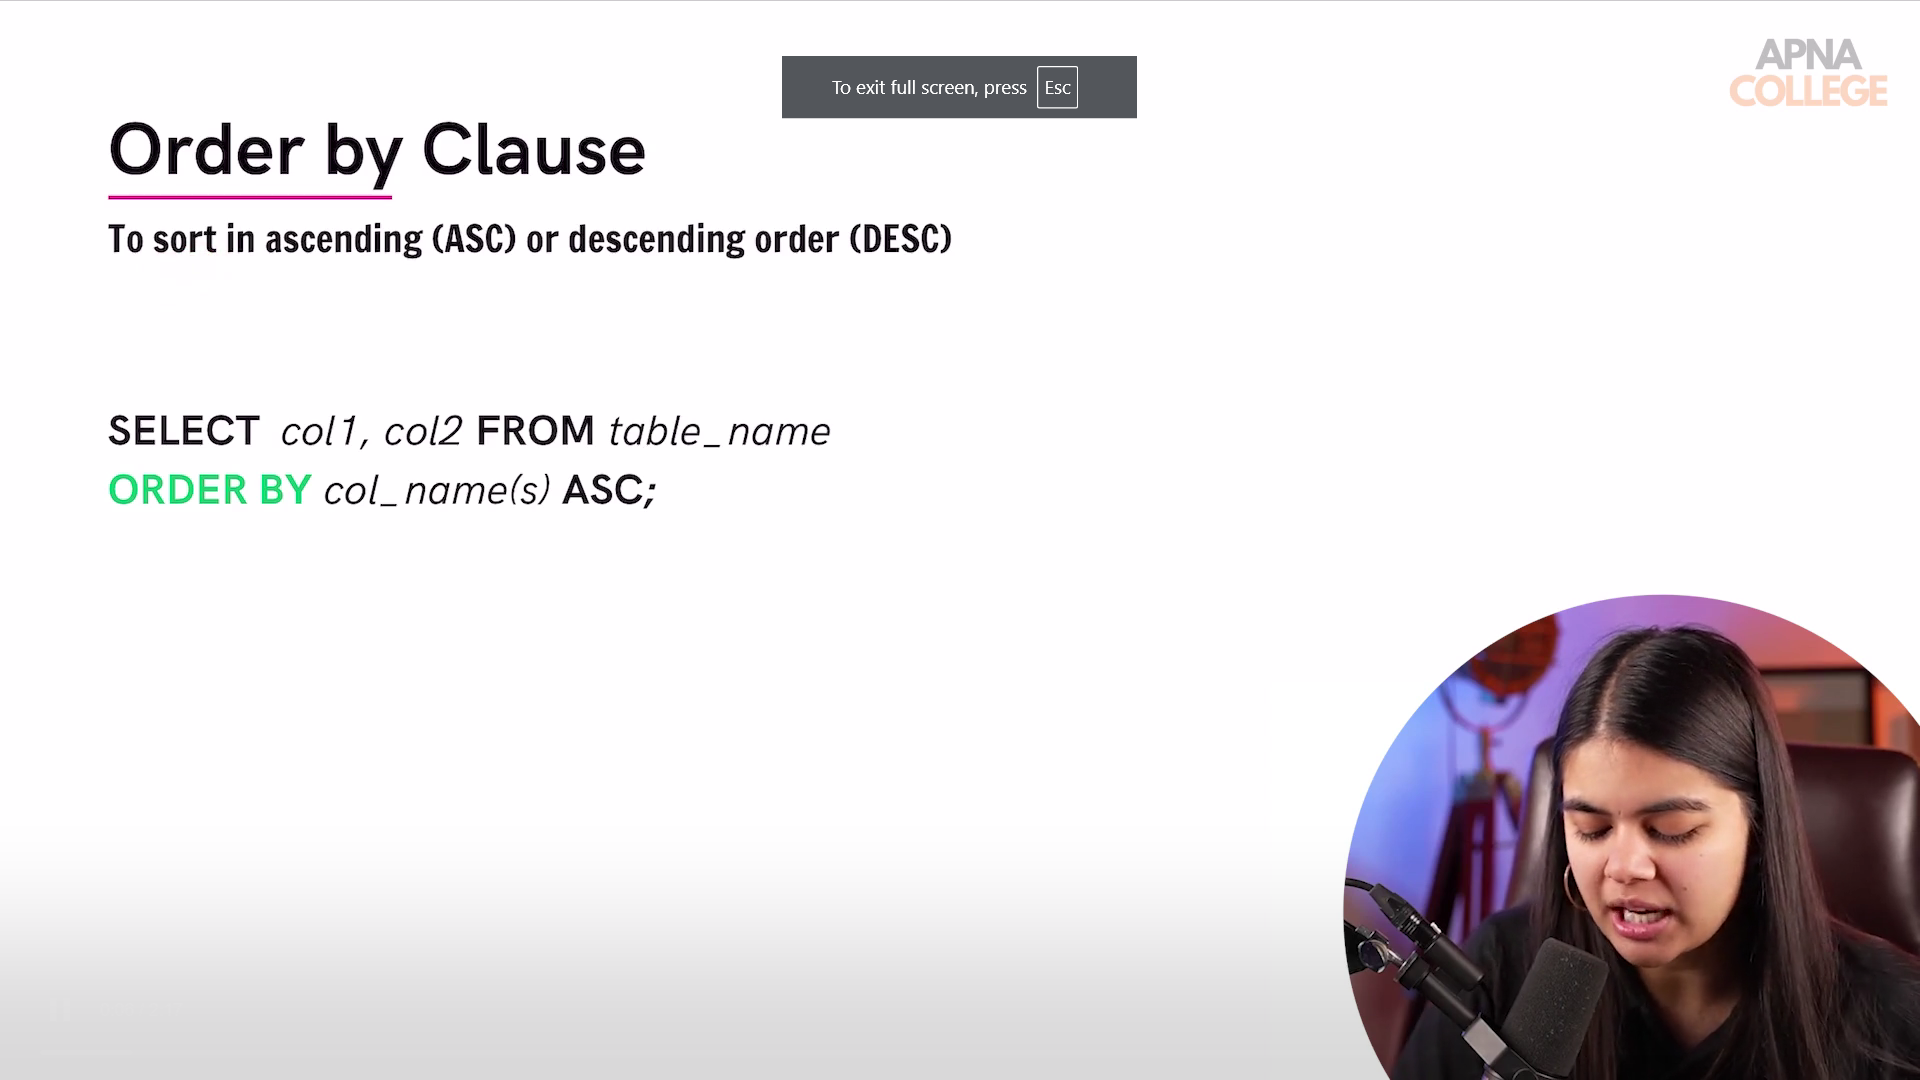 APNA
COLLEGE
To exit full screen, press Esc
Order by Clause
To sort in ascending (ASC) or descending order (DESC)
SELECT col1, col2 FROM table_name
ORDER BY col_name(s) ASC;